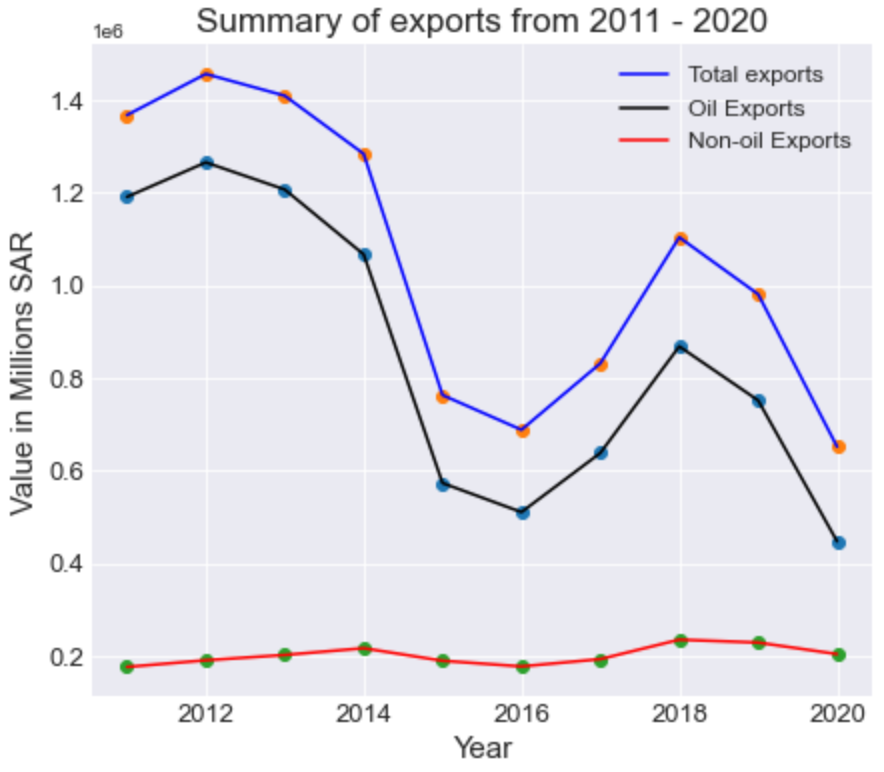 Summary of exports from 2011 - 2020
1e6
Total exports
Oil Exports
Non-oil Exports
1.4
1.2
1.0
0.8
0.6
0.4
0.2
Value in Millions SAR
2012 2014 2016 2018 2020
Year